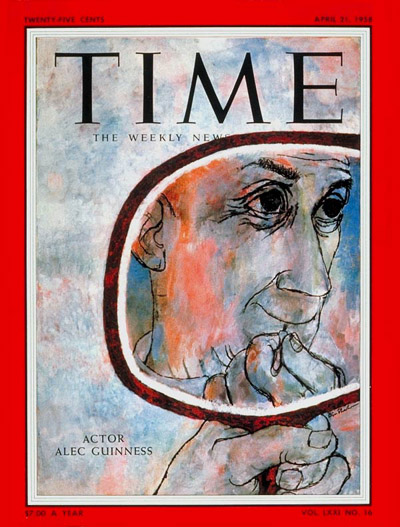 TWENTY-FIVE CENTS
APRIL 21, 1958
TIME
THE WEEKLY NEWS
ACTOR
ALEC GUINNESS
$7.00 A YEAR
VOL. LXXI NO. 16